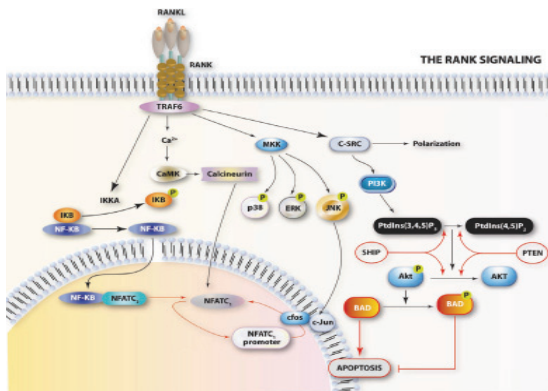 RANKL
RANK
THE RANK SIGNALING
TRAF6
Ca²⁺
MKK
C-SRC
Polarization
CaMK
Calcineurin
PI3K
IKKA
IKB
IKB
P
p38
P
ERK
P
JNK
P
NF-KB
NF-KB
PtdIns(3,4,5)P₃
PtdIns(4,5)P₂
SHIP
PTEN
Akt
P
AKT
NF-KB
NFATC₁
NFATC₁
BAD
BAD
P
cfos
c-Jun
NFATC₁
promoter
APOPTOSIS